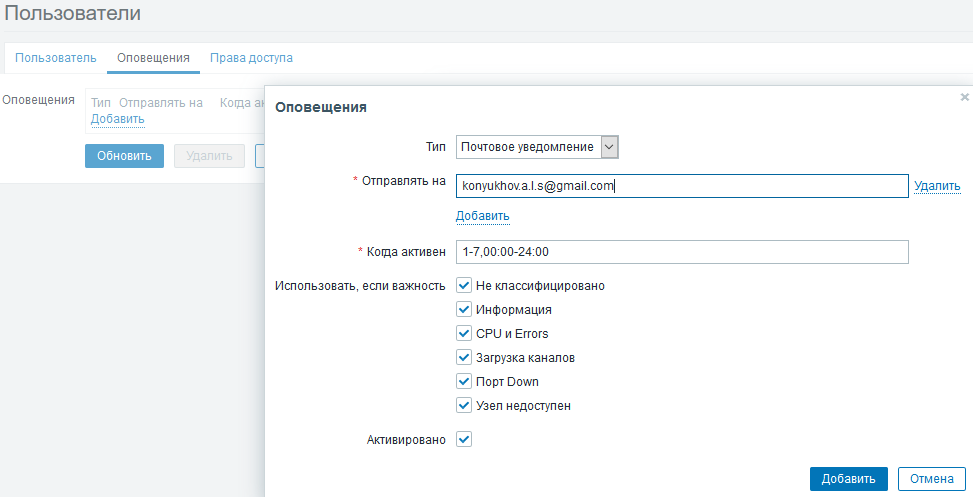 Пользователи
Пользователь Оповещения Права доступа
Оповещения Тип Отправлять на Когда
Добавить
Обновить Удалить
Оповещения ×
Тип Почтовое уведомление
* Отправлять на konyukhov.a.l.s@gmail.com Удалить
Добавить
* Когда активен 1-7,00:00-24:00
Использовать, если важность Не классифицировано
Информация
CPU и Errors
Загрузка каналов
Порт Down
Узел недоступен
Активировано
Добавить Отмена